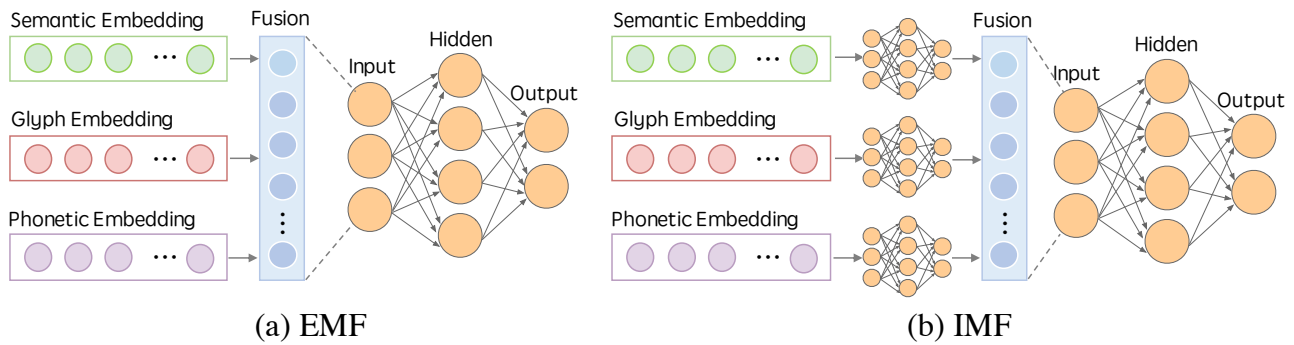 Semantic Embedding
Fusion
Hidden
Input
Output
Glyph Embedding
Phonetic Embedding
(a) EMF
Semantic Embedding
Fusion
Hidden
Input
Output
Glyph Embedding
Phonetic Embedding
(b) IMF